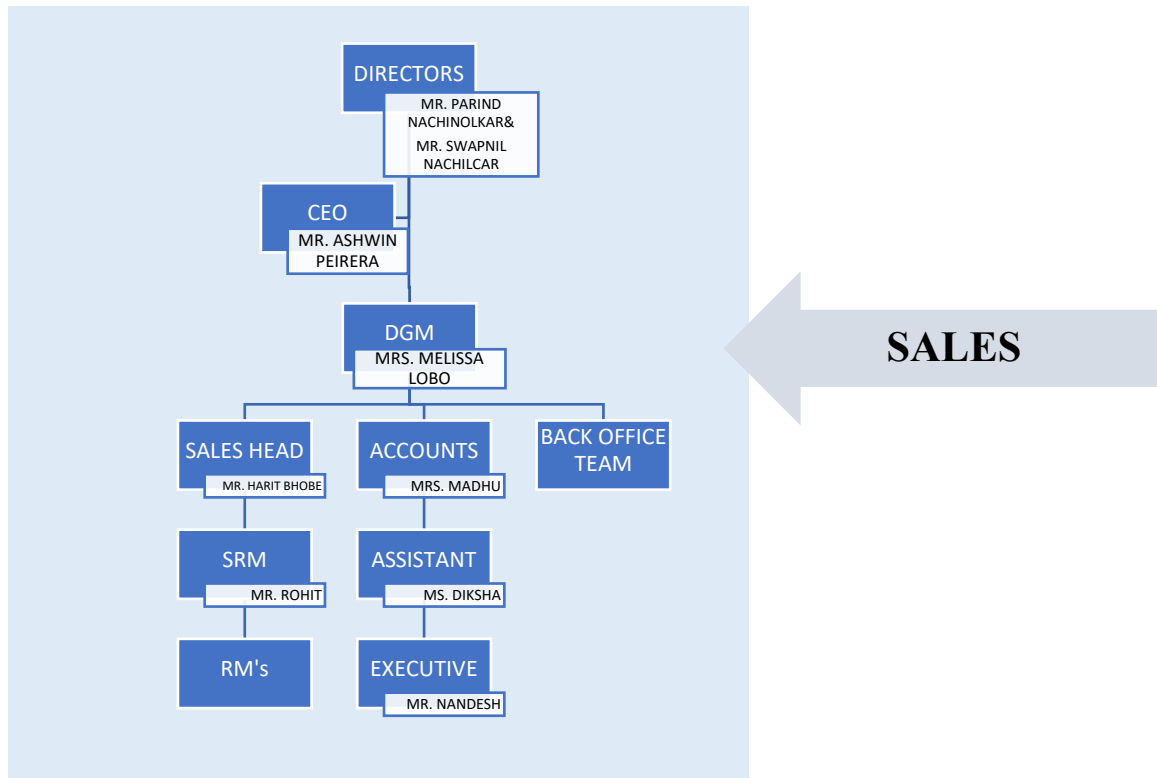 DIRECTORS
MR. PARIND
NACHINOLKAR&
MR. SWAPNIL
NACHILCAR
CEO
MR. ASHWIN
PEIRERA
DGM
MRS. MELISSA
LOBO
SALES
SALES HEAD
MR. HARIT BHOBE
ACCOUNTS
MRS. MADHU
BACK OFFICE
TEAM
SRM
MR. ROHIT
ASSISTANT
MS. DIKSHA
RM's
EXECUTIVE
MR. NANDESH